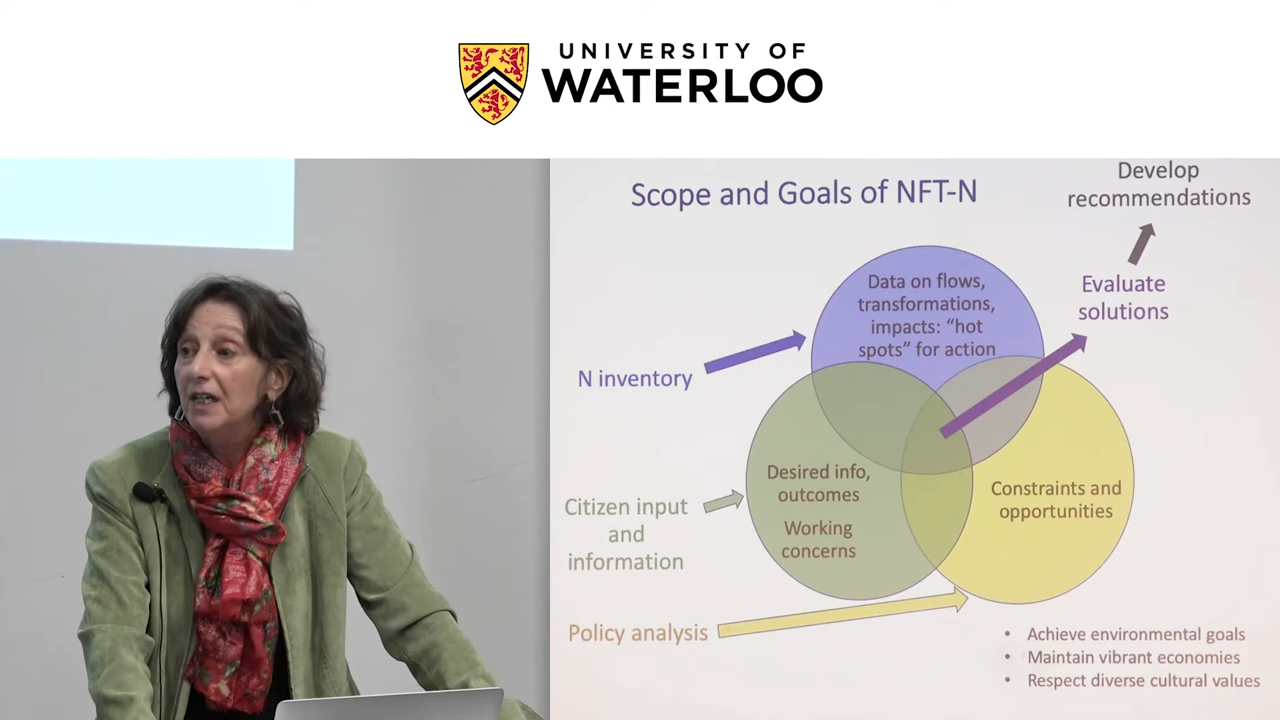 UNIVERSITY OF
WATERLOO
Scope and Goals of NFT-N
Develop
recommendations
Evaluate
solutions
Data on flows,
transformations,
impacts: “hot
spots” for action
N inventory
Desired info,
outcomes
Working
concerns
Constraints and
opportunities
Citizen input
and
information
Policy analysis
• Achieve environmental goals
• Maintain vibrant economies
• Respect diverse cultural values